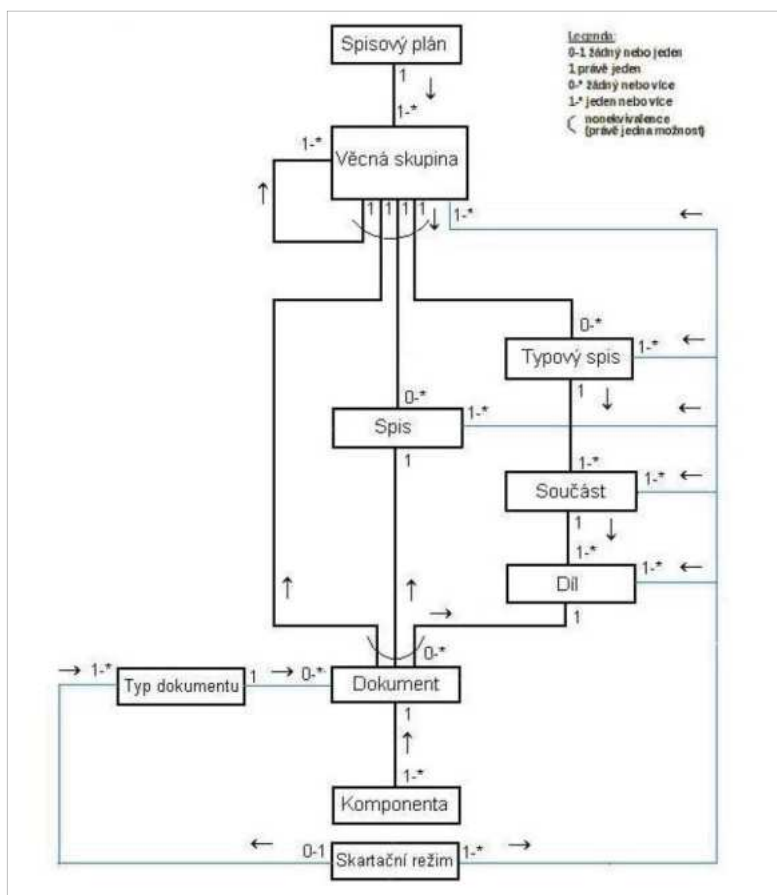 Spisový plán
Legenda:
0-1 žádný nebo jeden
1 právě jeden
0-* žádný nebo více
1-* jeden nebo více
( nonekvivalence
(právě jedna možnost)
1 ↓
1-*
1-*
Věcná skupina
↑
1 1 1 1 1 ↓ 1-*
←
0-*
Typový spis 1-* ←
1 ↓
0-*
Spis 1-* ←
1
1-*
Součást 1-* ←
1 ↓
1-*
Díl 1-* ←
1
↑ ↑ →
0-*
→ 1-* Typ dokumentu 1 → 0-* Dokument
1
↑
1-*
Komponenta
← 0-1 Skartační režim 1-* →